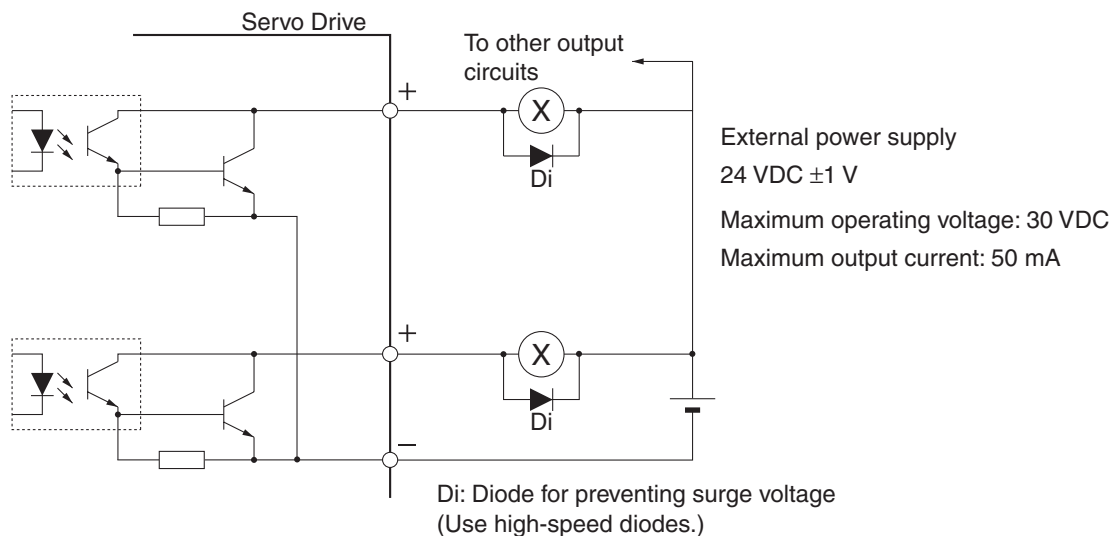 Servo Drive
To other output
circuits
+
X
Di
External power supply
24 VDC ±1 V
Maximum operating voltage: 30 VDC
Maximum output current: 50 mA
+
X
Di
−
Di: Diode for preventing surge voltage
(Use high-speed diodes.)